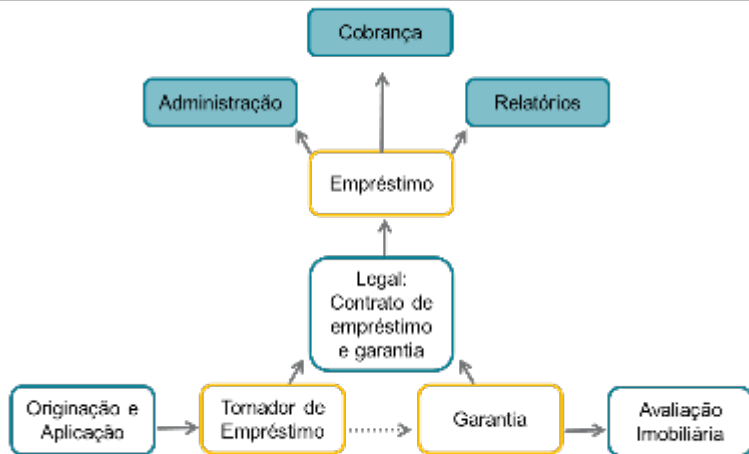 Cobrança
Administração
Relatórios
Empréstimo
Legal:
Contrato de
empréstimo
e garantia
Originação e
Aplicação
Tomador de
Empréstimo
Garantia
Avaliação
Imobiliária